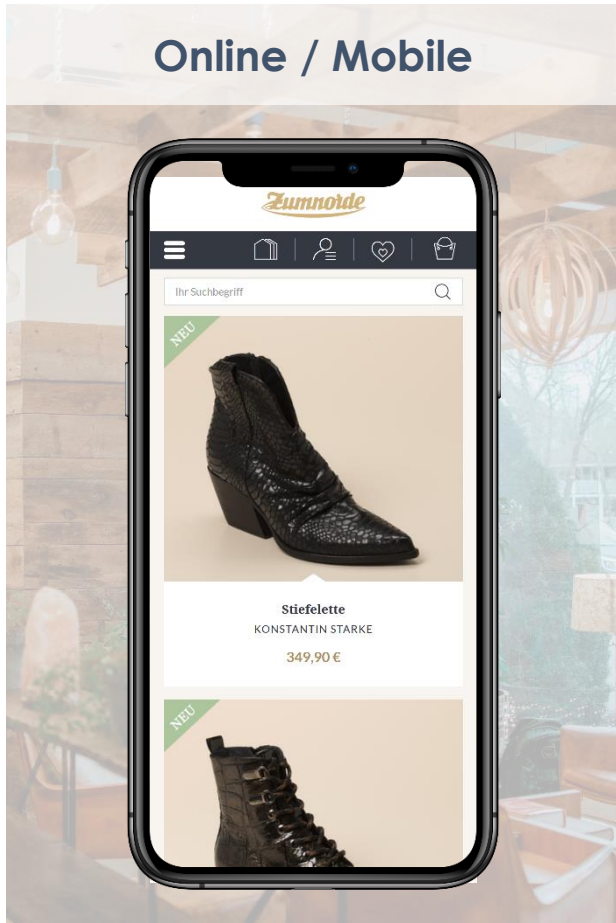 Online / Mobile
Zumnorde
Ihr Suchbegriff
NEU
Stiefelette
KONSTANTIN STARKE
349,90 €
NEU